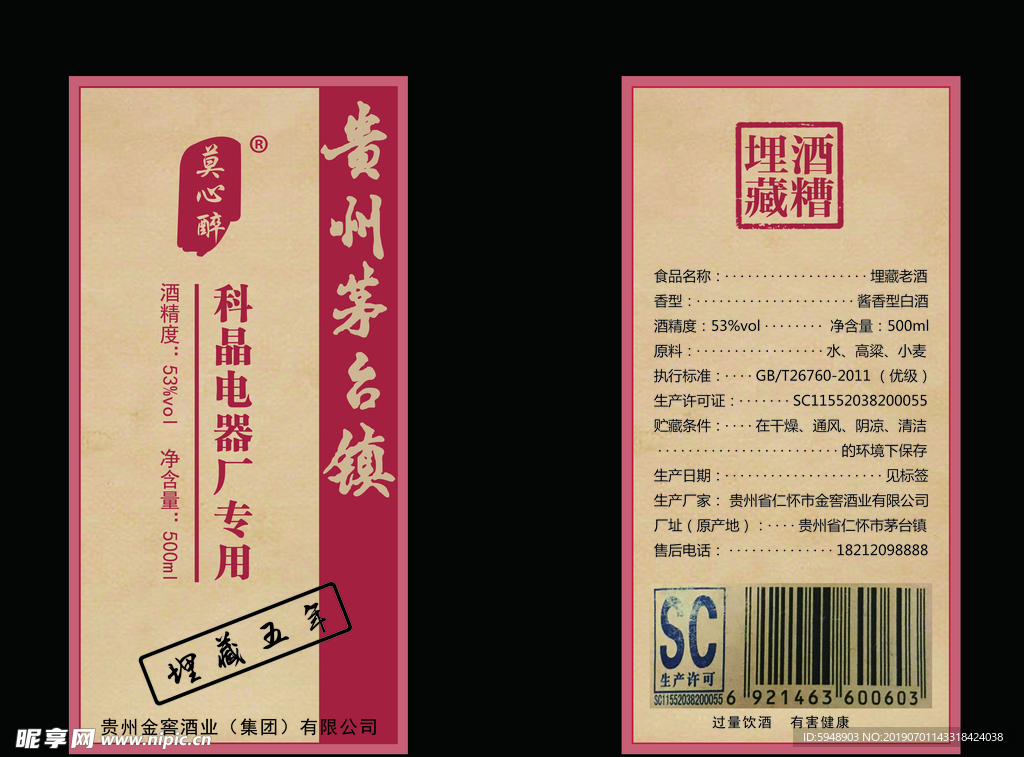 莫心醉®
贵州茅台镇
科晶电器厂专用
酒精度：53%vol 净含量：500ml
埋藏五年
贵州金窖酒业（集团）有限公司
埋酒
藏糟
食品名称：···················埋藏老酒
香型：·····················酱香型白酒
酒精度：53%vol········ 净含量：500ml
原料：·················水、高粱、小麦
执行标准：····GB/T26760-2011（优级）
生产许可证：·······SC11552038200055
贮藏条件：····在干燥、通风、阴凉、清洁
························的环境下保存
生产日期：·····················见标签
生产厂家：贵州省仁怀市金窖酒业有限公司
厂址（原产地）：····贵州省仁怀市茅台镇
售后电话：··············18212098888
SC
生产许可
SC11552038200055
6 921463 600603
过量饮酒 有害健康
昵享网 www.nipic.cn
ID:5948903 NO:20190701143318424038